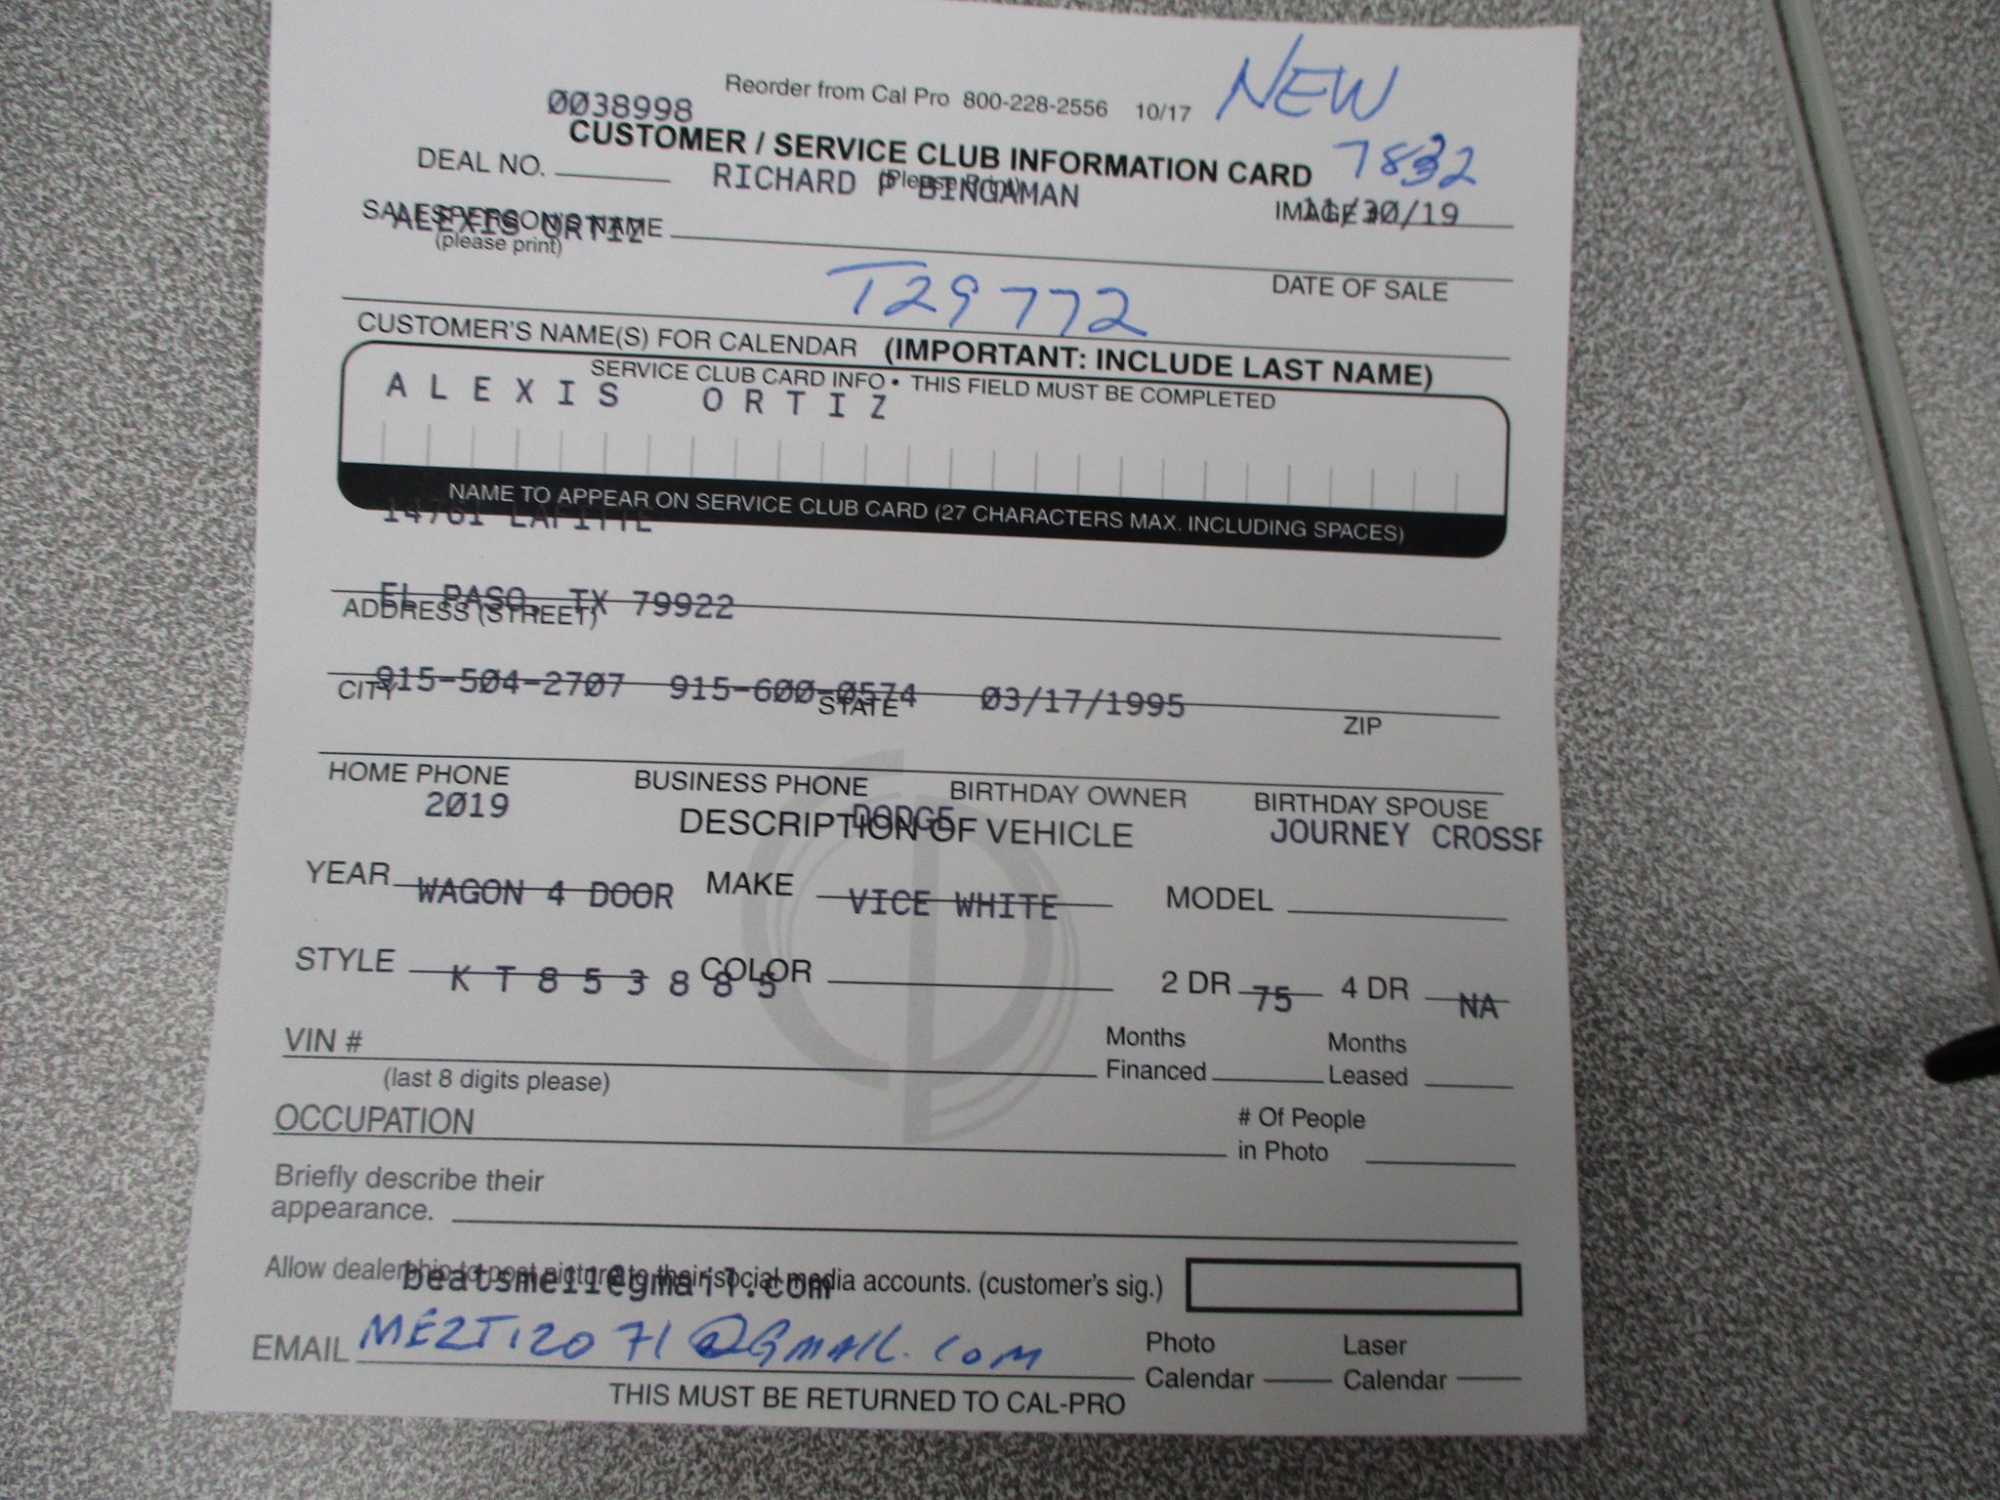 Reorder from Cal Pro 800-228-2556 10/17 NEW
0038998
CUSTOMER / SERVICE CLUB INFORMATION CARD 7832
DEAL NO. RICHARD P BINGAMAN (Please Print)
IMAGE # 11/30/19
SALESPERSON'S NAME ALEXIS ORTIZ
(please print)
DATE OF SALE
T29772
CUSTOMER'S NAME(S) FOR CALENDAR (IMPORTANT: INCLUDE LAST NAME)
SERVICE CLUB CARD INFO • THIS FIELD MUST BE COMPLETED
ALEXIS ORTIZ
NAME TO APPEAR ON SERVICE CLUB CARD (27 CHARACTERS MAX. INCLUDING SPACES)
14761 LAFITTE
EL PASO, TX 79922
ADDRESS (STREET)
915-504-2707 915-600-0574 03/17/1995
CITY STATE ZIP
HOME PHONE BUSINESS PHONE BIRTHDAY OWNER BIRTHDAY SPOUSE
2019 DODGE JOURNEY CROSSR
DESCRIPTION OF VEHICLE
YEAR MAKE MODEL
WAGON 4 DOOR VICE WHITE
STYLE COLOR 2 DR 4 DR
KT853885 75 NA
VIN # Months Financed Months Leased
(last 8 digits please)
OCCUPATION # Of People in Photo
Briefly describe their
appearance.
Allow dealership to post picture to their social media accounts. (customer's sig.)
beatsmell@gmail.com
EMAIL MEZTIZO71@GMAIL.COM Photo Calendar Laser Calendar
THIS MUST BE RETURNED TO CAL-PRO